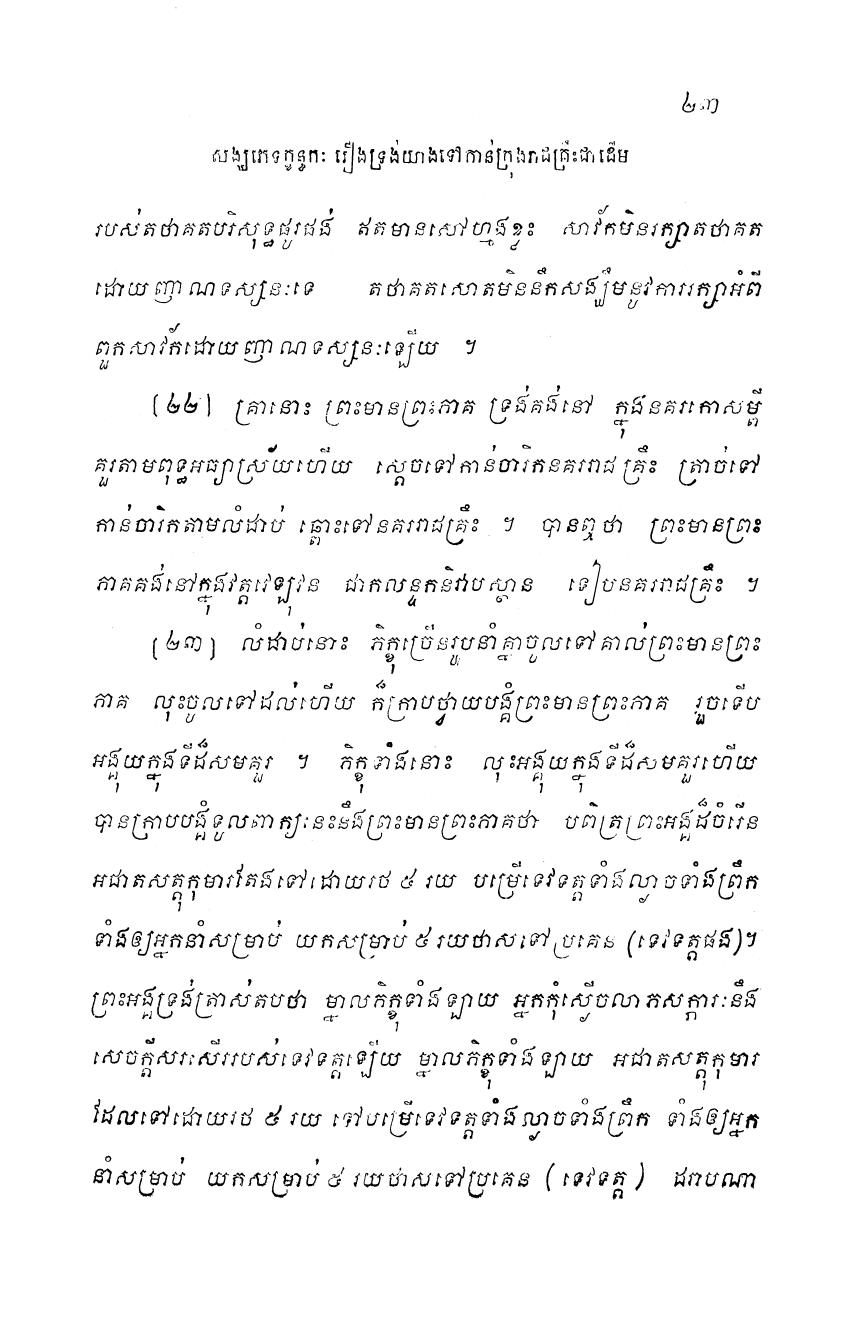 ២៣
សង្ឃភេទក្ខន្ធកៈ រឿងទ្រង់យាងទៅកាន់ក្រុងរាជគ្រឹះជាដើម
របស់តថាគតបរិសុទ្ធផូរផង់ ឥតមានសៅហ្មងខ្លះ សាវ័កមិនរក្សាតថាគត
ដោយញាណទស្សនៈទេ តថាគតសោតមិននឹកសង្ឃឹមនូវការរក្សាអំពី
ពួកសាវ័កដោយញាណទស្សនៈឡើយ ។
(២២) គ្រានោះ ព្រះមានព្រះភាគ ទ្រង់គង់នៅ ក្នុងនគរកោសម្ពី
គួរតាមពុទ្ធអធ្យាស្រ័យហើយ ស្តេចទៅកាន់ចារិកនគររាជគ្រឹះ ត្រាច់ទៅ
កាន់ចារិកតាមលំដាប់ ឆ្ពោះទៅនគររាជគ្រឹះ ។ បានឮថា ព្រះមានព្រះ
ភាគគង់នៅក្នុងវត្តវេឡុវ័ន ជាកលន្ទកនិវាបស្ថាន ទៀបនគររាជគ្រឹះ ។
(២៣) លំដាប់នោះ ភិក្ខុច្រើនរូបនាំគ្នាចូលទៅគាល់ព្រះមានព្រះ
ភាគ លុះចូលទៅដល់ហើយ ក៏ក្រាបថ្វាយបង្គំព្រះមានព្រះភាគ រួចទើប
អង្គុយក្នុងទីដ៏សមគួរ ។ ភិក្ខុទាំងនោះ លុះអង្គុយក្នុងទីដ៏សមគួរហើយ
បានក្រាបបង្គំទូលពាក្យនេះនឹងព្រះមានព្រះភាគថា បពិត្រព្រះអង្គដ៏ចំរើន
អជាតសត្តុកុមារតែងទៅដោយរថ ៥ រយ បម្រើទេវទត្តទាំងល្ងាចទាំងព្រឹក
ទាំងឲ្យអ្នកនាំសម្រាប់ យកសម្រាប់ ៥ រយថាសទៅប្រគេន (ទេវទត្តផង)។
ព្រះអង្គទ្រង់ត្រាស់តបថា ម្នាលភិក្ខុទាំងឡាយ អ្នកកុំស្ងើចលាភសក្ការៈនឹង
សេចក្តីសរសើររបស់ទេវទត្តឡើយ ម្នាលភិក្ខុទាំងឡាយ អជាតសត្តុកុមារ
ដែលទៅដោយរថ ៥ រយ ទៅបម្រើទេវទត្តទាំងល្ងាចទាំងព្រឹក ទាំងឲ្យអ្នក
នាំសម្រាប់ យកសម្រាប់ ៥ រយថាសទៅប្រគេន (ទេវទត្ត) ដរាបណា